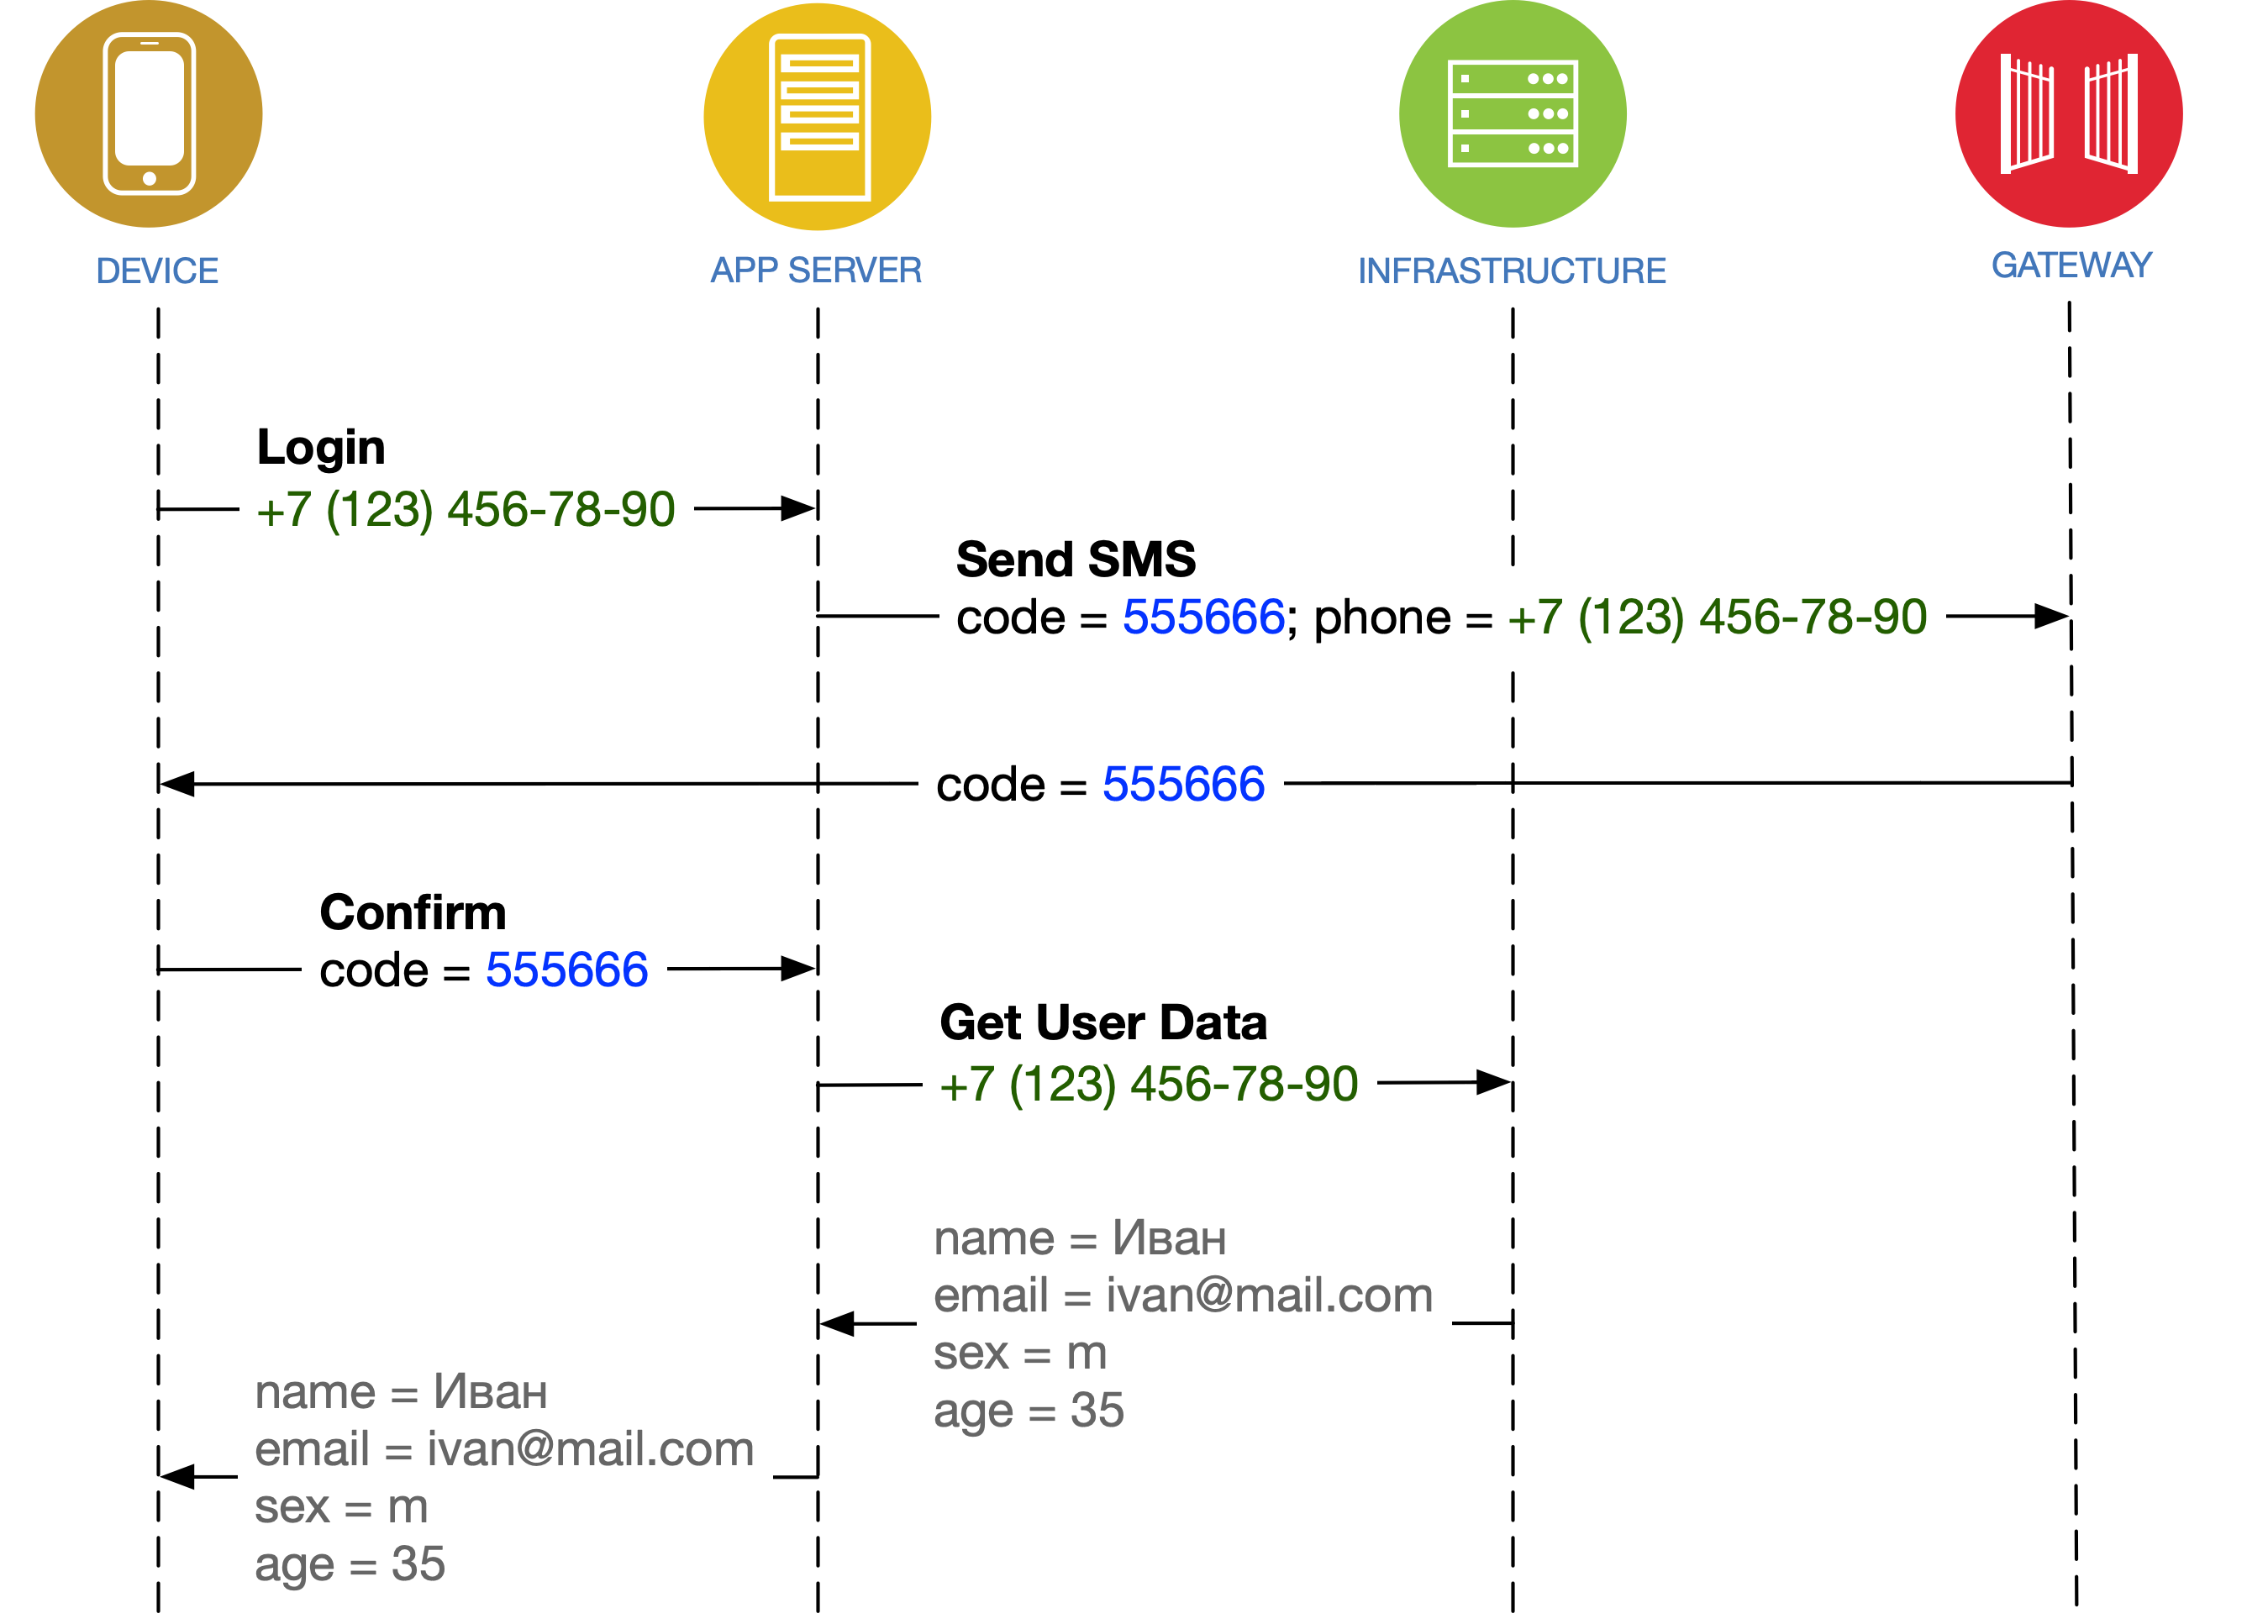 DEVICE
APP SERVER
INFRASTRUCTURE
GATEWAY
Login
+7 (123) 456-78-90
Send SMS
code = 555666; phone = +7 (123) 456-78-90
code = 555666
Confirm
code = 555666
Get User Data
+7 (123) 456-78-90
name = Иван
email = ivan@mail.com
sex = m
age = 35
name = Иван
email = ivan@mail.com
sex = m
age = 35